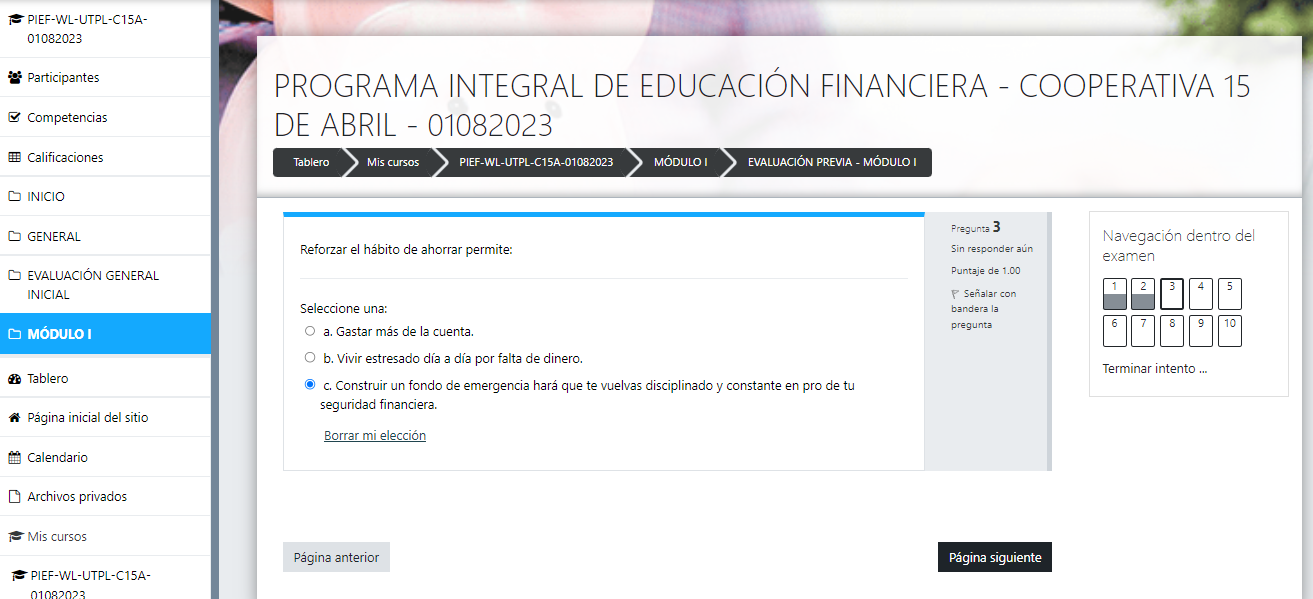 PIEF-WL-UTPL-C15A-
01082023
Participantes
Competencias
Calificaciones
INICIO
GENERAL
EVALUACIÓN GENERAL
INICIAL
MÓDULO I
Tablero
Página inicial del sitio
Calendario
Archivos privados
Mis cursos
PIEF-WL-UTPL-C15A-
01082023
PROGRAMA INTEGRAL DE EDUCACIÓN FINANCIERA - COOPERATIVA 15
DE ABRIL - 01082023
Tablero Mis cursos PIEF-WL-UTPL-C15A-01082023 MÓDULO I EVALUACIÓN PREVIA - MÓDULO I
Reforzar el hábito de ahorrar permite:
Seleccione una:
a. Gastar más de la cuenta.
b. Vivir estresado día a día por falta de dinero.
c. Construir un fondo de emergencia hará que te vuelvas disciplinado y constante en pro de tu
seguridad financiera.
Borrar mi elección
Pregunta 3
Sin responder aún
Puntaje de 1.00
Señalar con
bandera la
pregunta
Navegación dentro del
examen
1 2 3 4 5
6 7 8 9 10
Terminar intento ...
Página anterior
Página siguiente